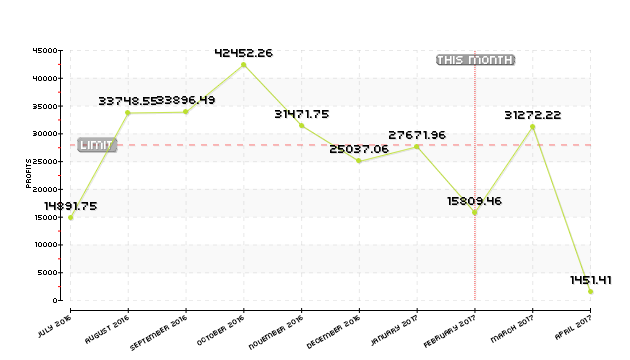 42452.26
45000
THIS MONTH
40000
33748.55
33896.49
35000
31471.75
31272.22
30000
LIMIT
25037.06
27671.96
25000
PROFITS
20000
14891.75
15809.46
15000
10000
5000
1451.41
0
JULY 2016
AUGUST 2016
SEPTEMBER 2016
OCTOBER 2016
NOVEMBER 2016
DECEMBER 2016
JANUARY 2017
FEBRUARY 2017
MARCH 2017
APRIL 2017